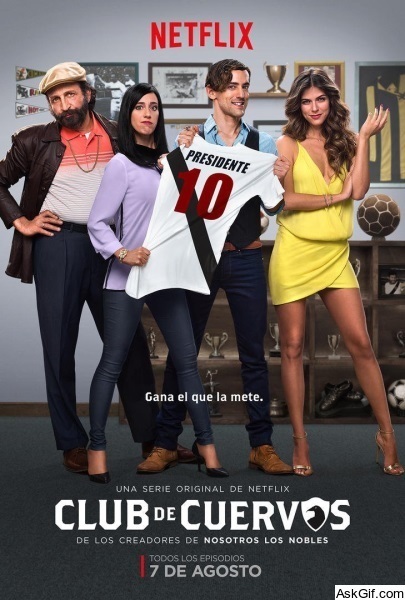 NETFLIX
PRESIDENTE
10
Gana el que la mete.
UNA SERIE ORIGINAL DE NETFLIX
CLUB DE CUERVOS
DE LOS CREADORES DE NOSOTROS LOS NOBLES
TODOS LOS EPISODIOS
7 DE AGOSTO
AskGif.com